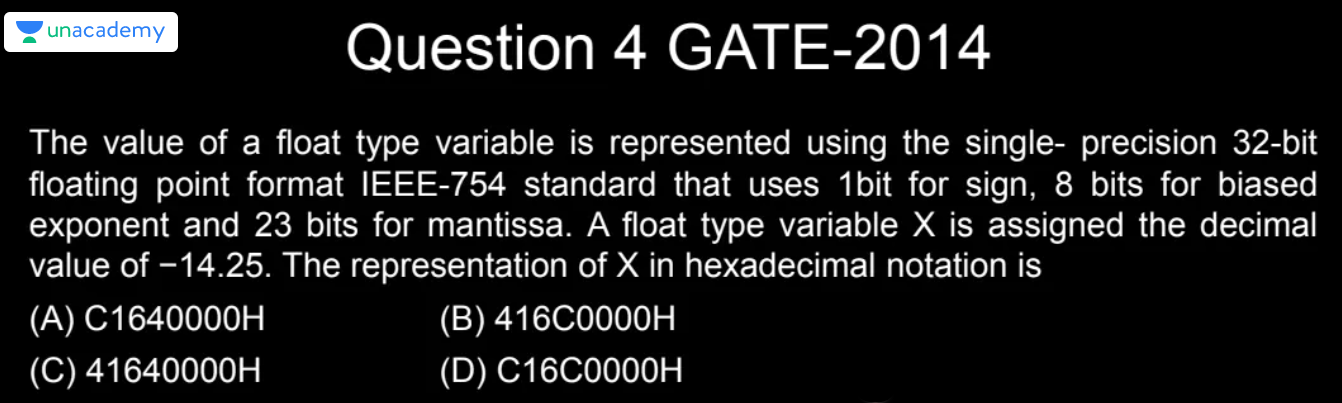 unacademy
Question 4 GATE-2014
The value of a float type variable is represented using the single- precision 32-bit
floating point format IEEE-754 standard that uses 1bit for sign, 8 bits for biased
exponent and 23 bits for mantissa. A float type variable X is assigned the decimal
value of −14.25. The representation of X in hexadecimal notation is
(A) C1640000H (B) 416C0000H
(C) 41640000H (D) C16C0000H